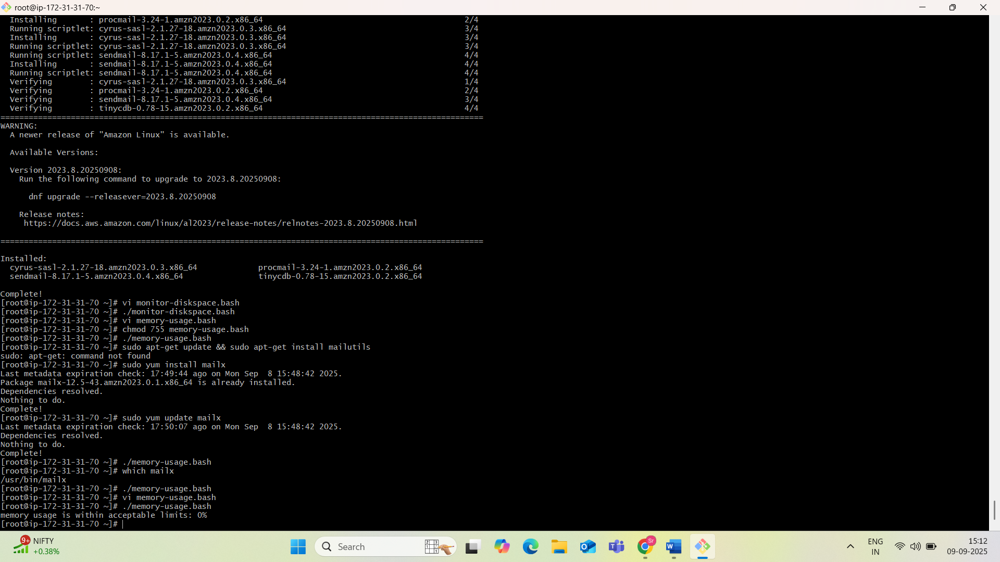 root@ip-172-31-31-70:~
  Installing       : procmail-3.24-1.amzn2023.0.2.x86_64                                           2/4
  Running scriptlet: cyrus-sasl-2.1.27-18.amzn2023.0.3.x86_64                                      3/4
  Installing       : cyrus-sasl-2.1.27-18.amzn2023.0.3.x86_64                                      3/4
  Running scriptlet: cyrus-sasl-2.1.27-18.amzn2023.0.3.x86_64                                      3/4
  Running scriptlet: sendmail-8.17.1-5.amzn2023.0.4.x86_64                                         4/4
  Installing       : sendmail-8.17.1-5.amzn2023.0.4.x86_64                                         4/4
  Running scriptlet: sendmail-8.17.1-5.amzn2023.0.4.x86_64                                         4/4
  Verifying        : cyrus-sasl-2.1.27-18.amzn2023.0.3.x86_64                                      1/4
  Verifying        : procmail-3.24-1.amzn2023.0.2.x86_64                                           2/4
  Verifying        : sendmail-8.17.1-5.amzn2023.0.4.x86_64                                         3/4
  Verifying        : tinycdb-0.78-15.amzn2023.0.2.x86_64                                           4/4
=======================================================================================================
WARNING:
  A newer release of "Amazon Linux" is available.

  Available Versions:

  Version 2023.8.20250908:
    Run the following command to upgrade to 2023.8.20250908:

      dnf upgrade --releasever=2023.8.20250908

    Release notes:
     https://docs.aws.amazon.com/linux/al2023/release-notes/relnotes-2023.8.20250908.html

=======================================================================================================

Installed:
  cyrus-sasl-2.1.27-18.amzn2023.0.3.x86_64             procmail-3.24-1.amzn2023.0.2.x86_64
  sendmail-8.17.1-5.amzn2023.0.4.x86_64                tinycdb-0.78-15.amzn2023.0.2.x86_64

Complete!
[root@ip-172-31-31-70 ~]# vi monitor-diskspace.bash
[root@ip-172-31-31-70 ~]# ./monitor-diskspace.bash
[root@ip-172-31-31-70 ~]# vi memory-usage.bash
[root@ip-172-31-31-70 ~]# chmod 755 memory-usage.bash
[root@ip-172-31-31-70 ~]# ./memory-usage.bash
[root@ip-172-31-31-70 ~]# sudo apt-get update && sudo apt-get install mailutils
sudo: apt-get: command not found
[root@ip-172-31-31-70 ~]# sudo yum install mailx
Last metadata expiration check: 17:49:44 ago on Mon Sep  8 15:48:42 2025.
Package mailx-12.5-43.amzn2023.0.1.x86_64 is already installed.
Dependencies resolved.
Nothing to do.
Complete!
[root@ip-172-31-31-70 ~]# sudo yum update mailx
Last metadata expiration check: 17:50:07 ago on Mon Sep  8 15:48:42 2025.
Dependencies resolved.
Nothing to do.
Complete!
[root@ip-172-31-31-70 ~]# ./memory-usage.bash
[root@ip-172-31-31-70 ~]# which mailx
/usr/bin/mailx
[root@ip-172-31-31-70 ~]# ./memory-usage.bash
[root@ip-172-31-31-70 ~]# vi memory-usage.bash
[root@ip-172-31-31-70 ~]# ./memory-usage.bash
memory usage is within acceptable limits: 0%
[root@ip-172-31-31-70 ~]#
9+ NIFTY
+0.38%
Search
Sr
ENG
IN
15:12
09-09-2025